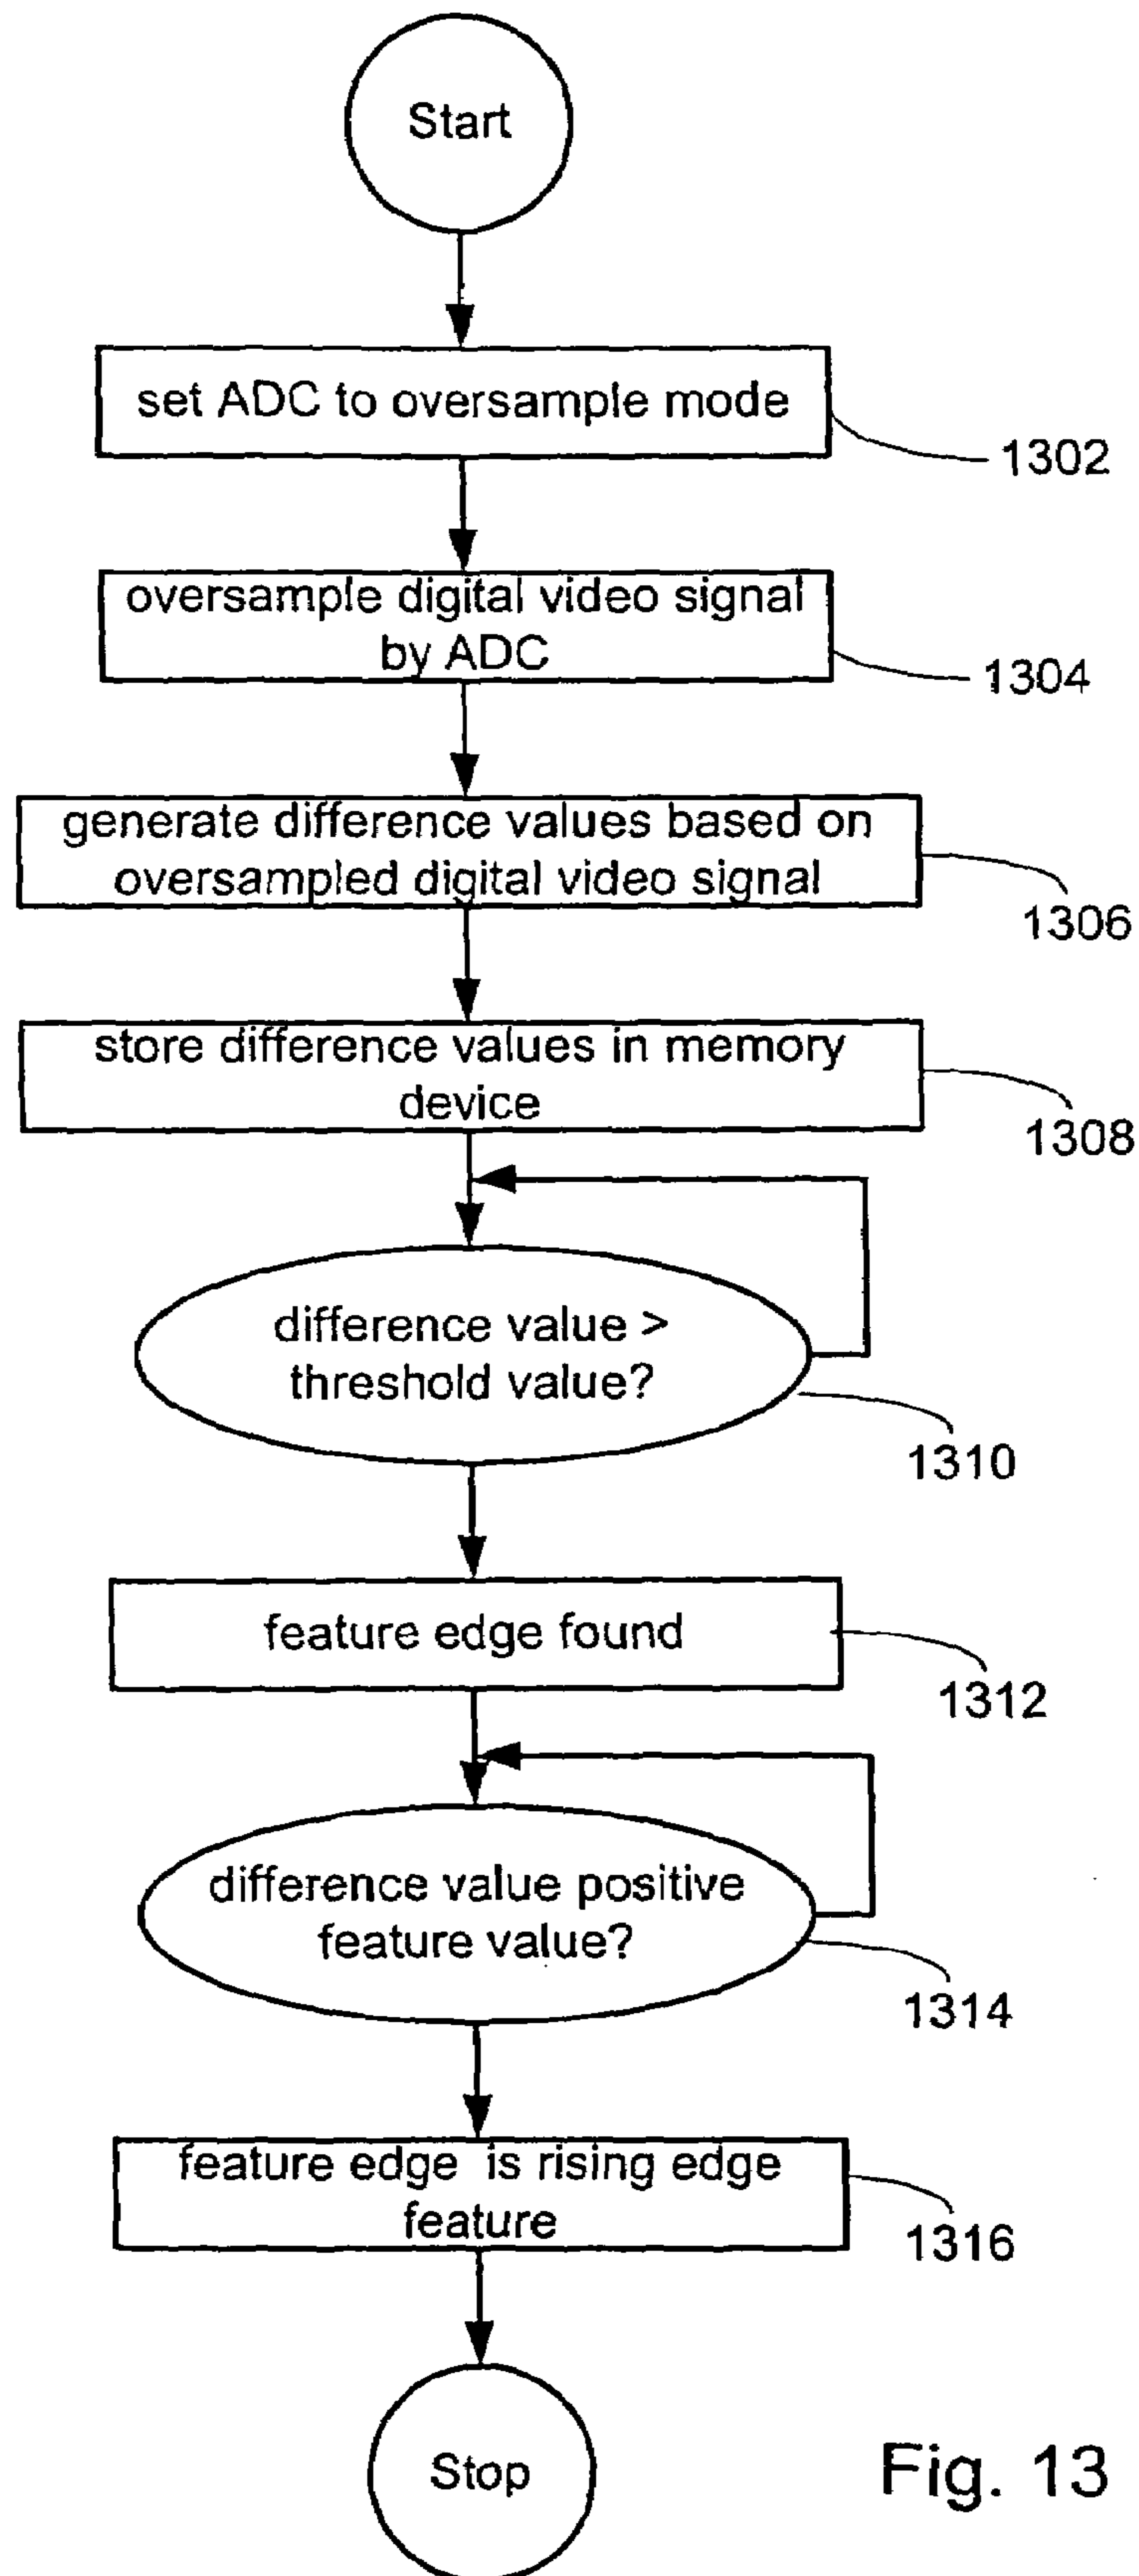 Start
set ADC to oversample mode
1302
oversample digital video signal
by ADC
1304
generate difference values based on
oversampled digital video signal
1306
store difference values in memory
device
1308
difference value >
threshold value?
1310
feature edge found
1312
difference value positive
feature value?
1314
feature edge is rising edge
feature
1316
Stop
Fig. 13